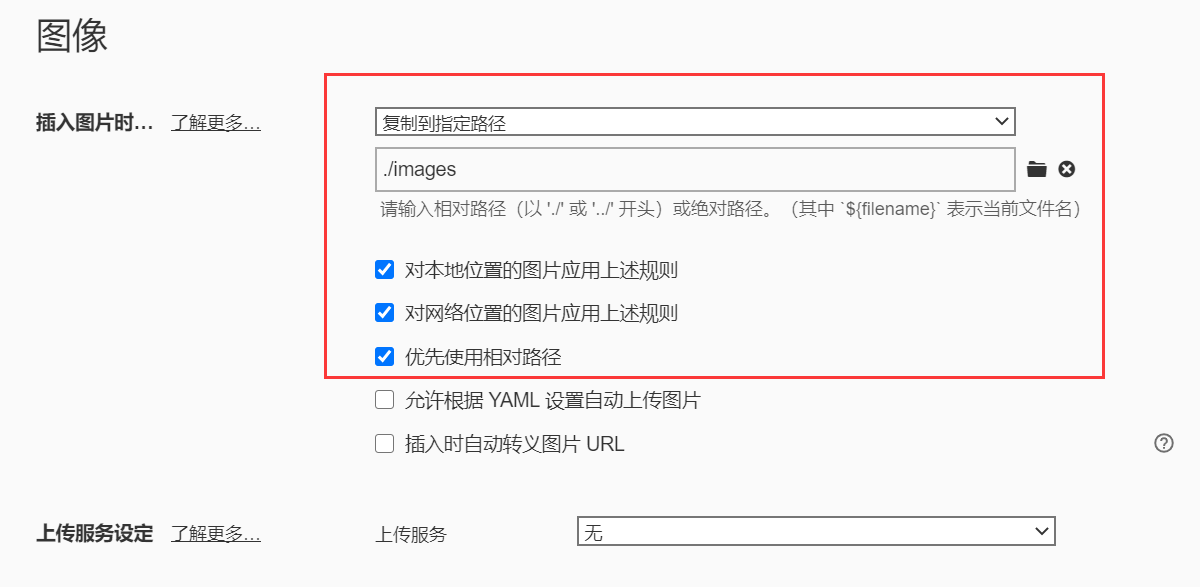 图像
插入图片时... 了解更多...
复制到指定路径
./images
请输入相对路径（以 './' 或 '../' 开头）或绝对路径。（其中 `${filename}` 表示当前文件名）
对本地位置的图片应用上述规则
对网络位置的图片应用上述规则
优先使用相对路径
允许根据 YAML 设置自动上传图片
插入时自动转义图片 URL
上传服务设定 了解更多... 上传服务 无